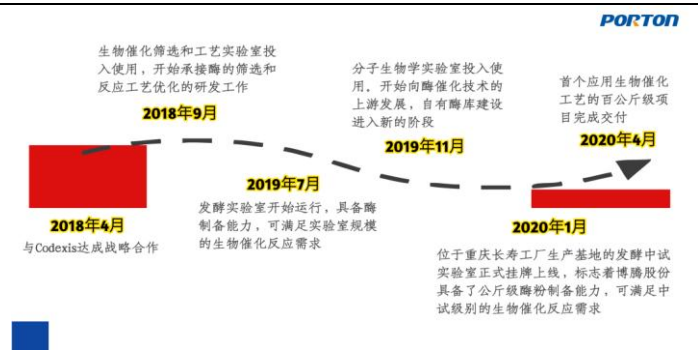 PORTON
生物催化筛选和工艺实验室投
入使用，开始承接酶的筛选和
反应工艺优化的研发工作
2018年9月
分子生物学实验室投入使
用，开始向酶催化技术的
上游发展，自有酶库建设
进入新的阶段
2019年11月
首个应用生物催化
工艺的百公斤级项
目完成交付
2020年4月
2018年4月
与Codexis达成战略合作
2019年7月
发酵实验室开始运行，具备酶
制备能力，可满足实验室规模
的生物催化反应需求
2020年1月
位于重庆长寿工厂生产基地的发酵中试
实验室正式挂牌上线，标志着博腾股份
具备了公斤级酶粉制备能力，可满足中
试级别的生物催化反应需求